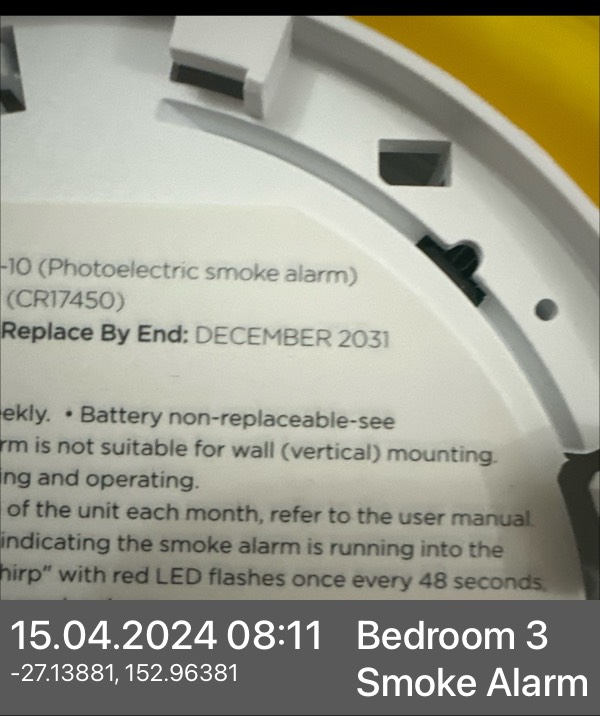 -10 (Photoelectric smoke alarm)
(CR17450)
Replace By End: DECEMBER 2031
ekly. • Battery non-replaceable-see
rm is not suitable for wall (vertical) mounting.
ing and operating.
of the unit each month, refer to the user manual.
indicating the smoke alarm is running into the
hirp” with red LED flashes once every 48 seconds,
15.04.2024 08:11
-27.13881, 152.96381
Bedroom 3
Smoke Alarm